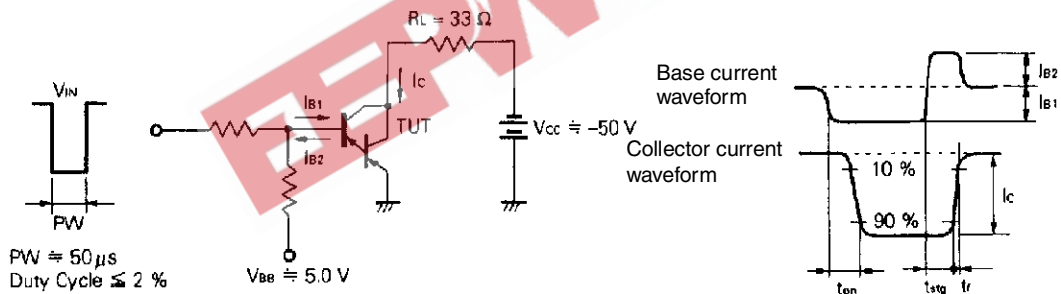 RL = 33 Ω
VIN
IB1
IC
TUT
IB2
VCC ≒ −50 V
PW
PW ≒ 50 μs
Duty Cycle ≦ 2 %
VBB ≒ 5.0 V
Base current
waveform
IB2
IB1
Collector current
waveform
10 %
90 %
IC
ton
tstg
tf